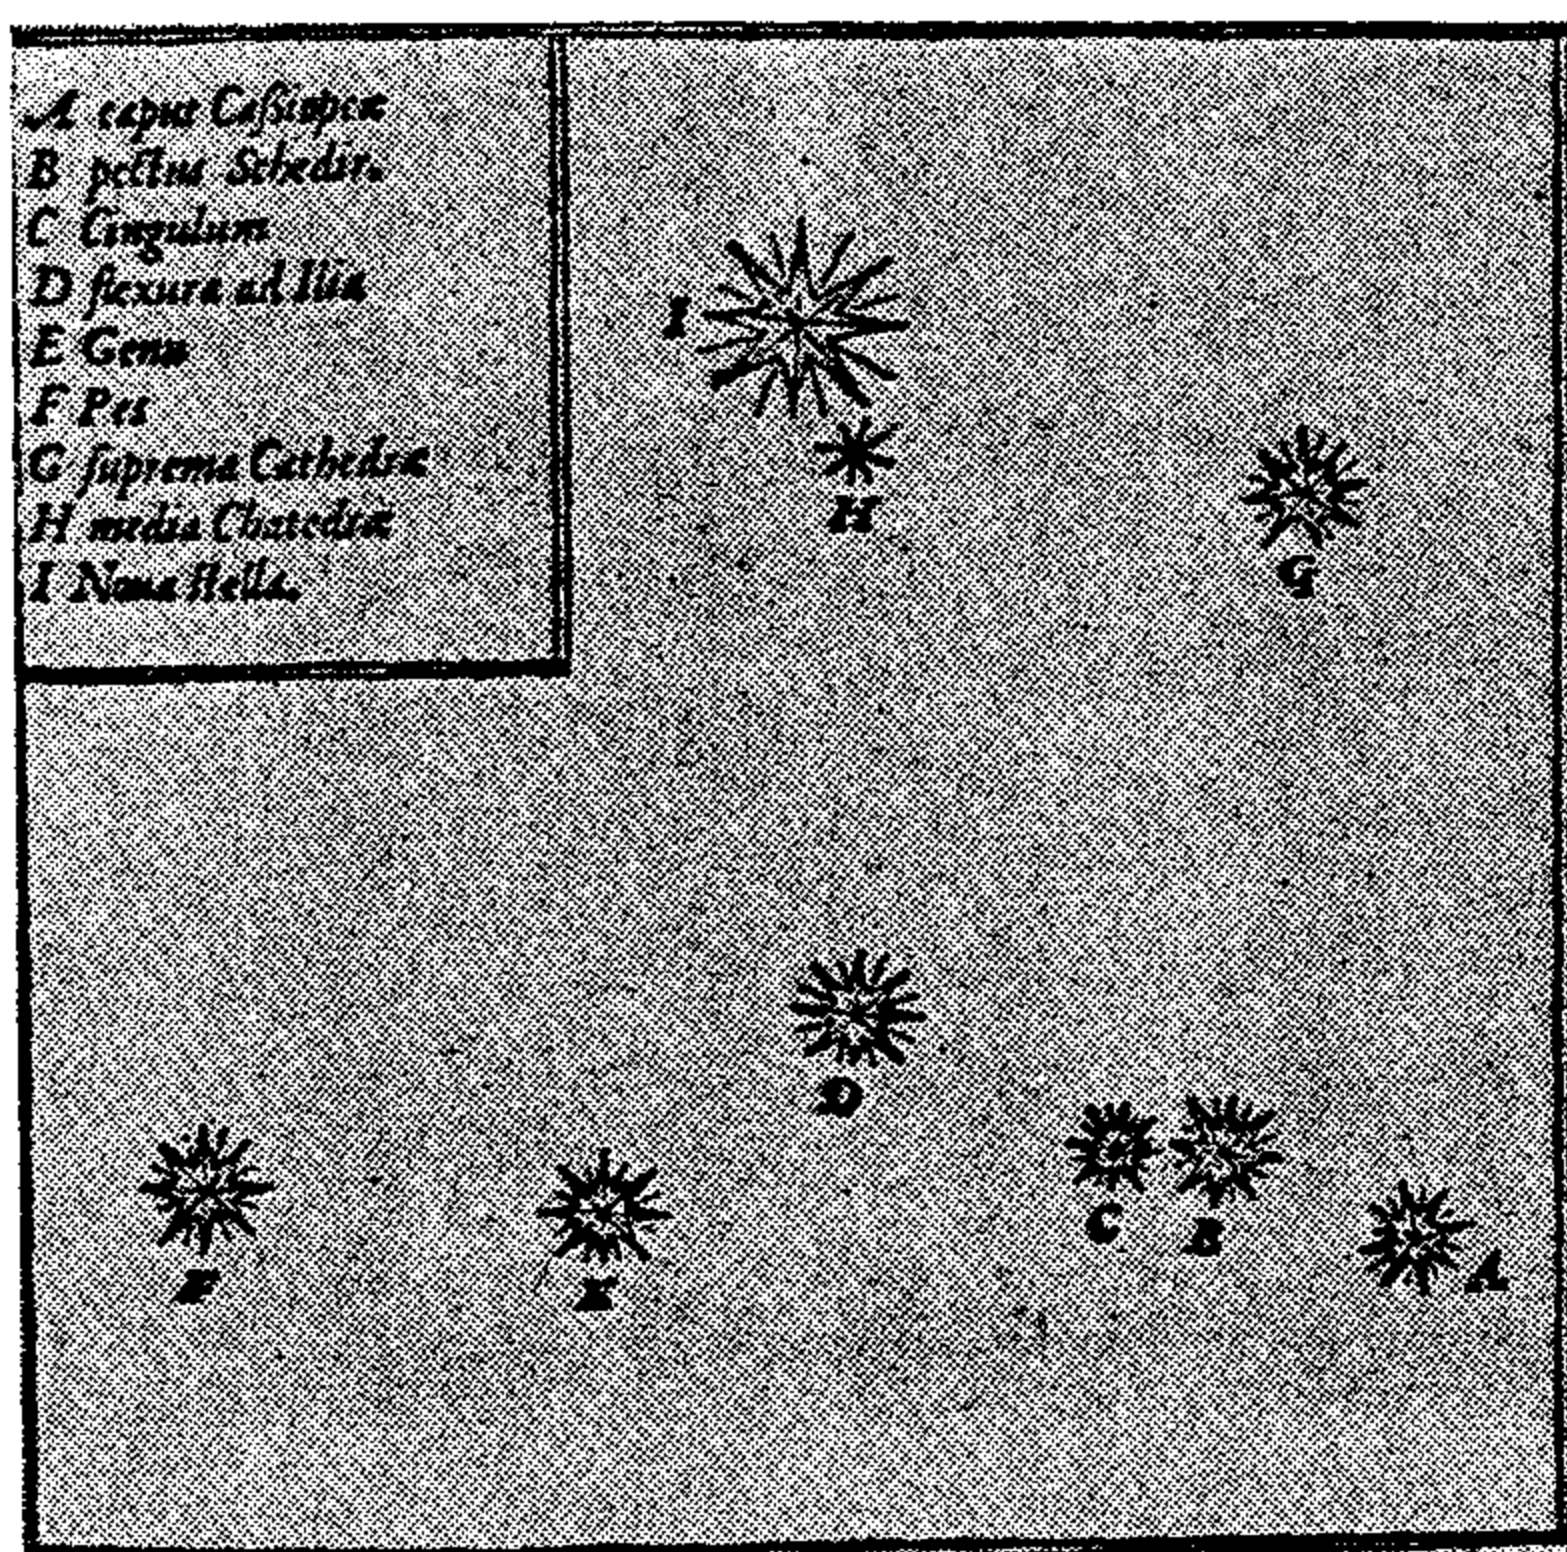 A caput Caſsiopeæ
B pectus Schedir.
C Cingulum
D flexura ad Ilia
E Genu
F Pes
G ſuprema Cathedræ
H media Chatedræ
I Noua ſtella.
I
H
G
D
C
B
A
F
E